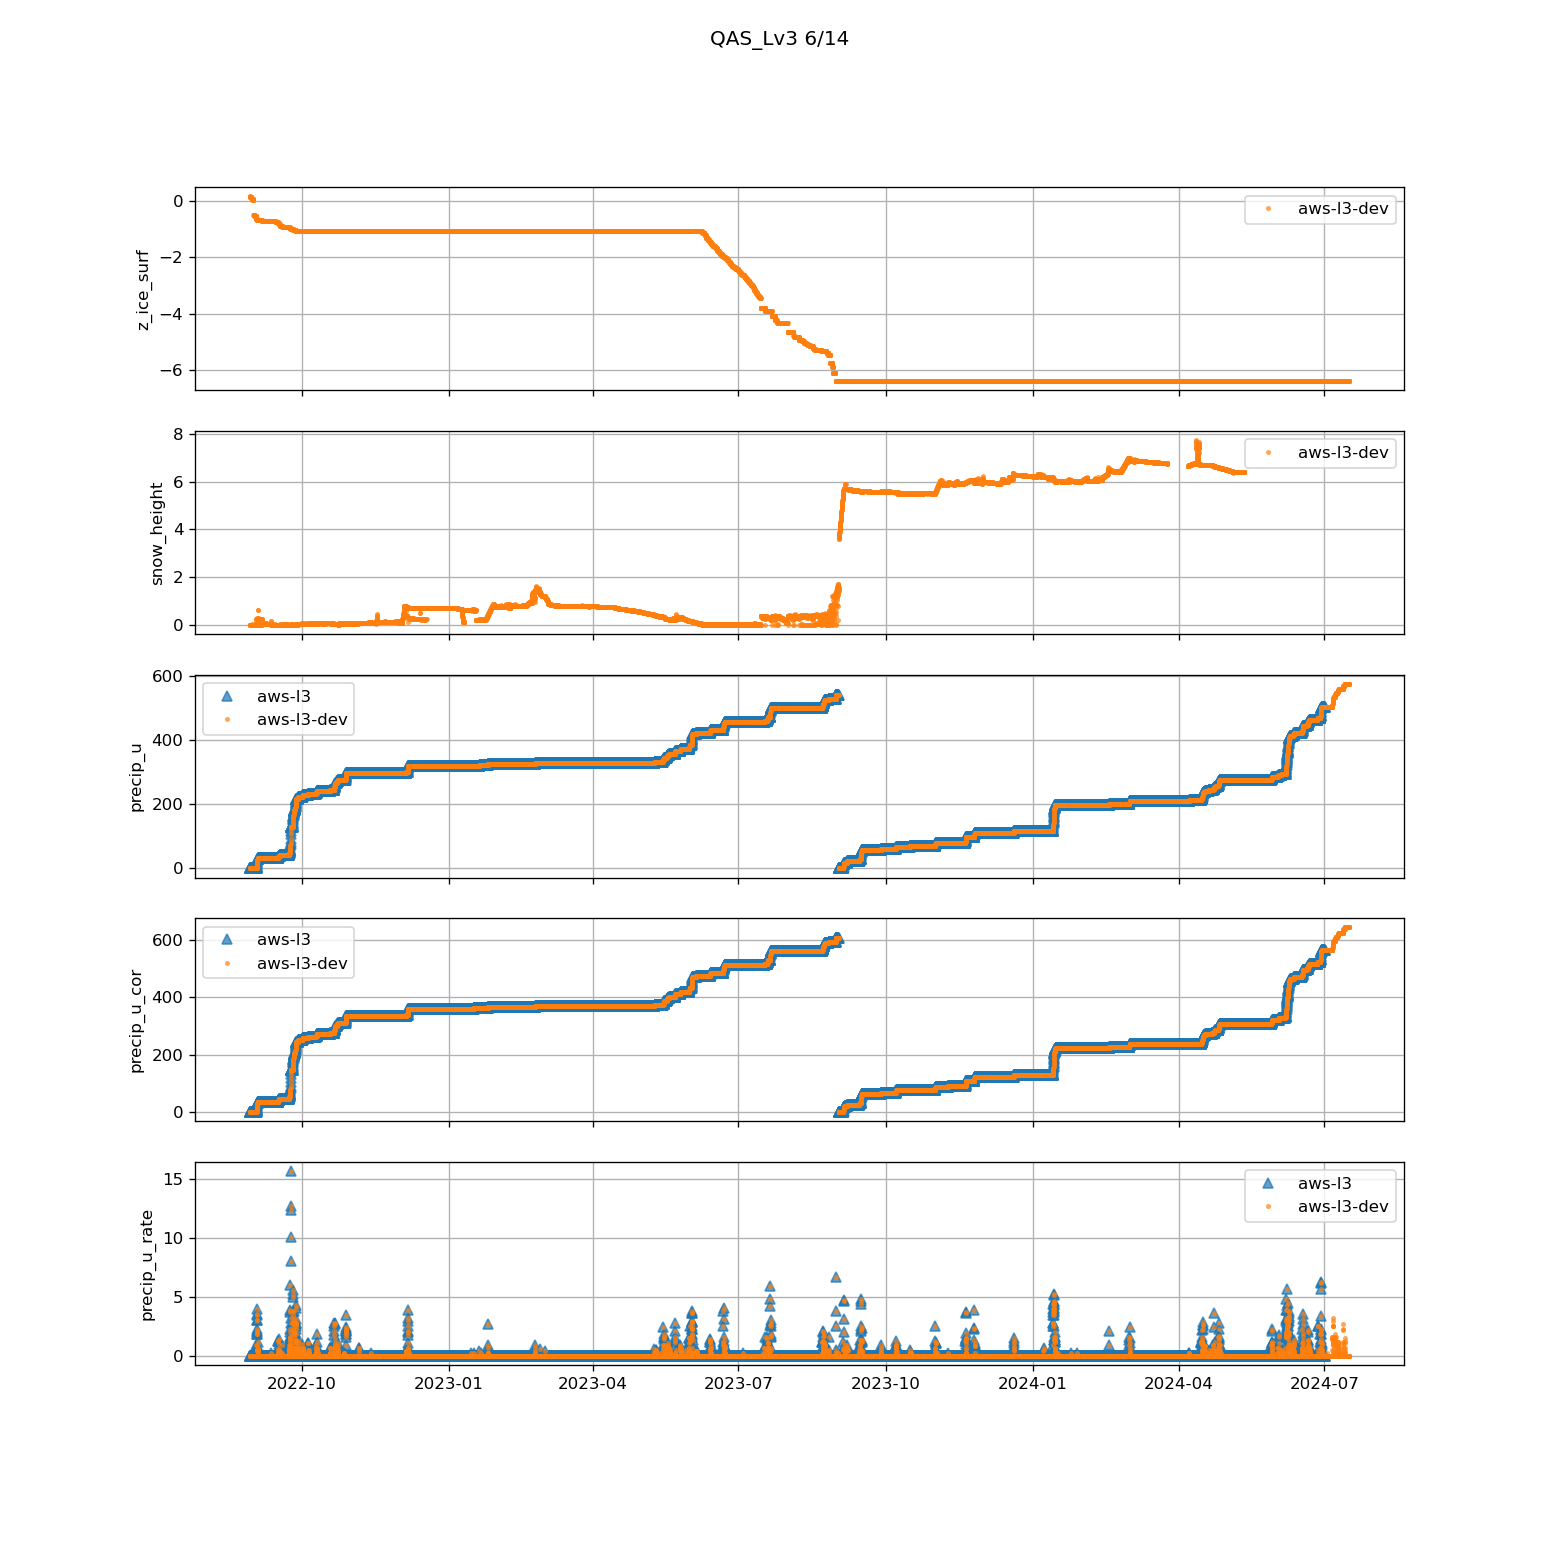 QAS_Lv3 6/14
z_ice_surf
0
−2
−4
−6
aws-l3-dev
snow_height
8
6
4
2
0
aws-l3-dev
precip_u
600
400
200
0
aws-l3
aws-l3-dev
precip_u_cor
600
400
200
0
aws-l3
aws-l3-dev
precip_u_rate
15
10
5
0
aws-l3
aws-l3-dev
2022-10 2023-01 2023-04 2023-07 2023-10 2024-01 2024-04 2024-07